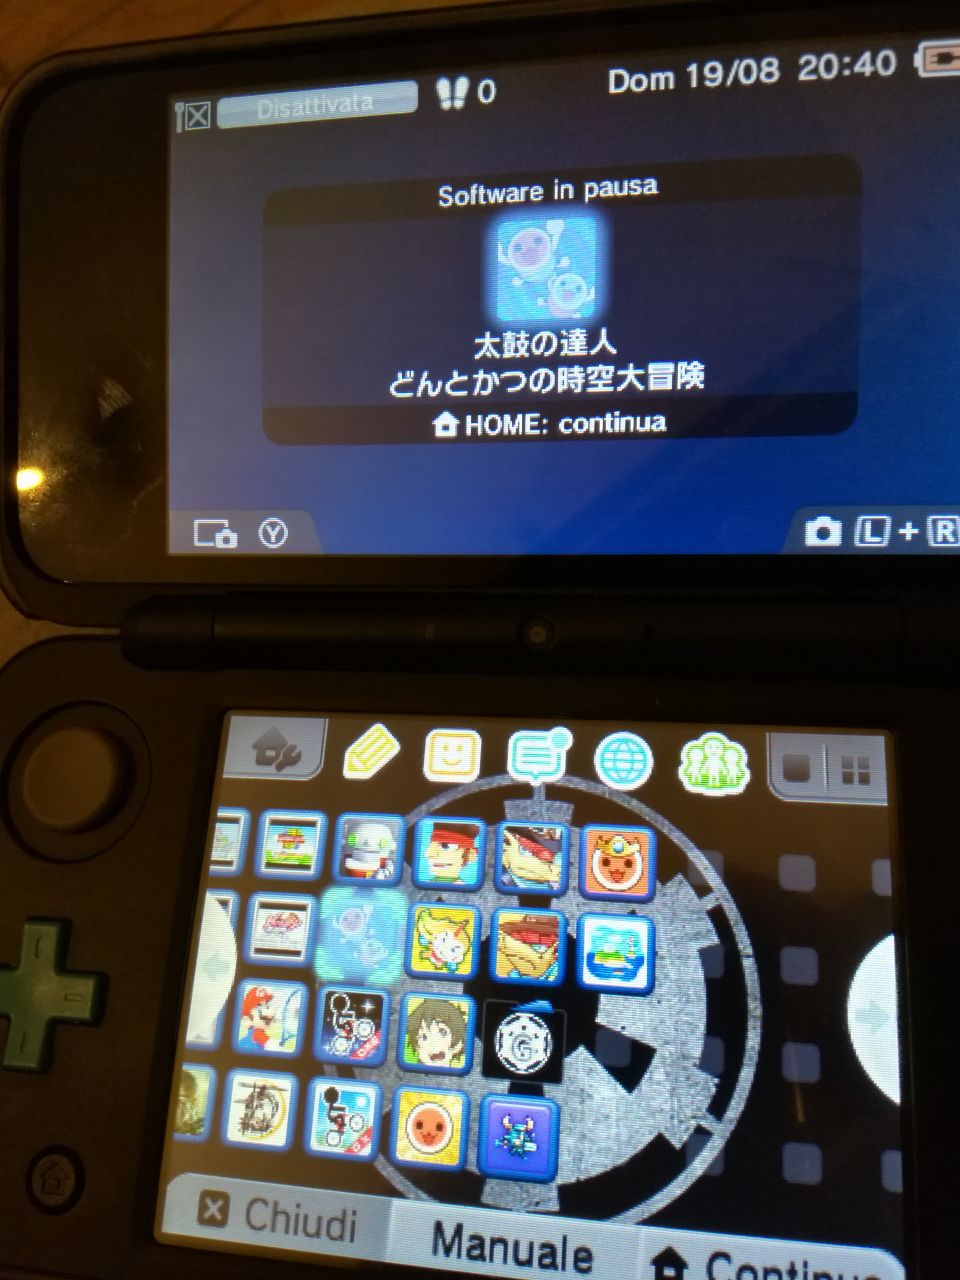 Disattivata
0
Dom 19/08 20:40
Software in pausa
太鼓の達人
どんとかつの時空大冒険
HOME: continua
Y
L + R
Chiudi
Manuale
Continua